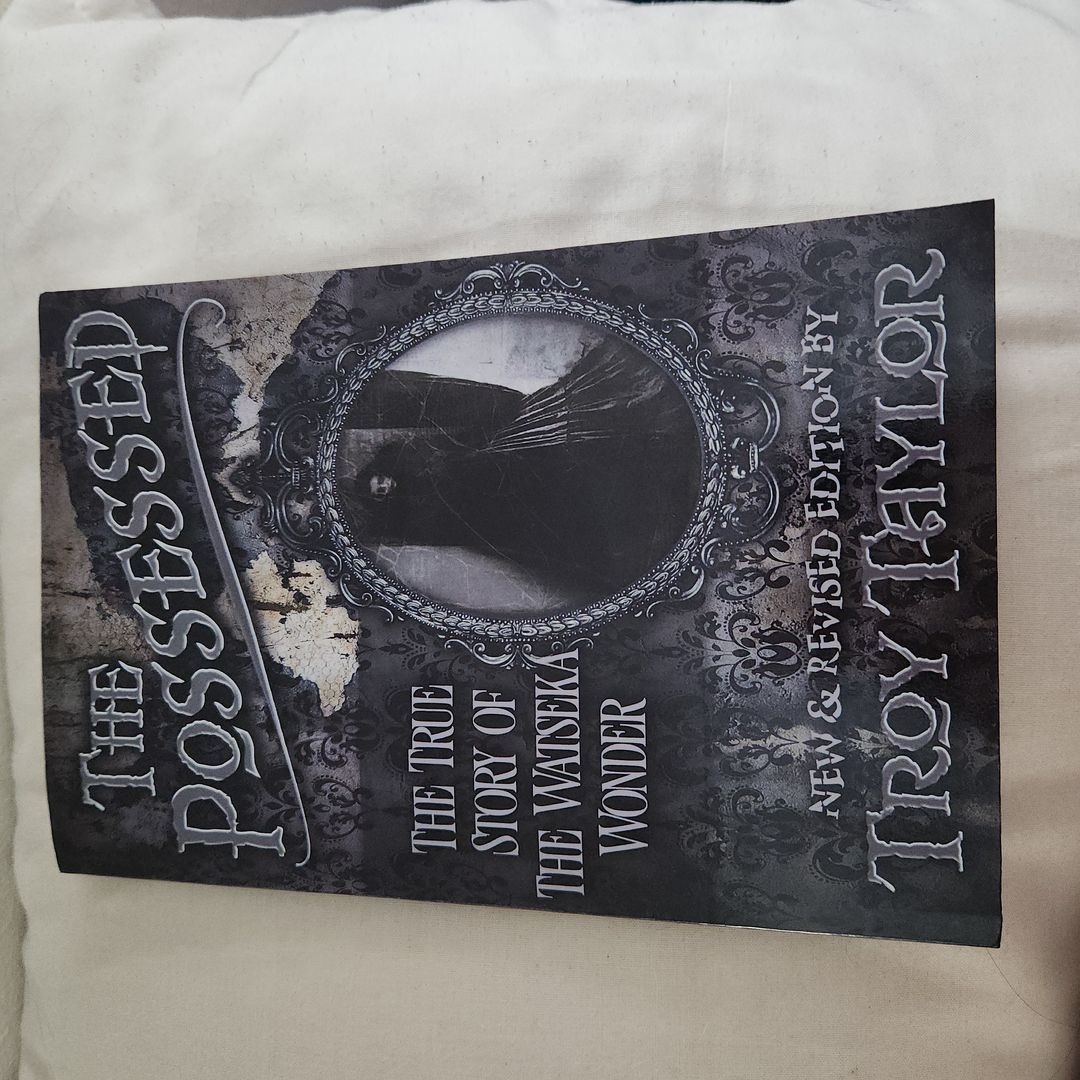 THE
POSSESSED
THE TRUE
STORY OF
THE WATSEKA
WONDER
NEW & REVISED EDITION BY
TROY TAYLOR